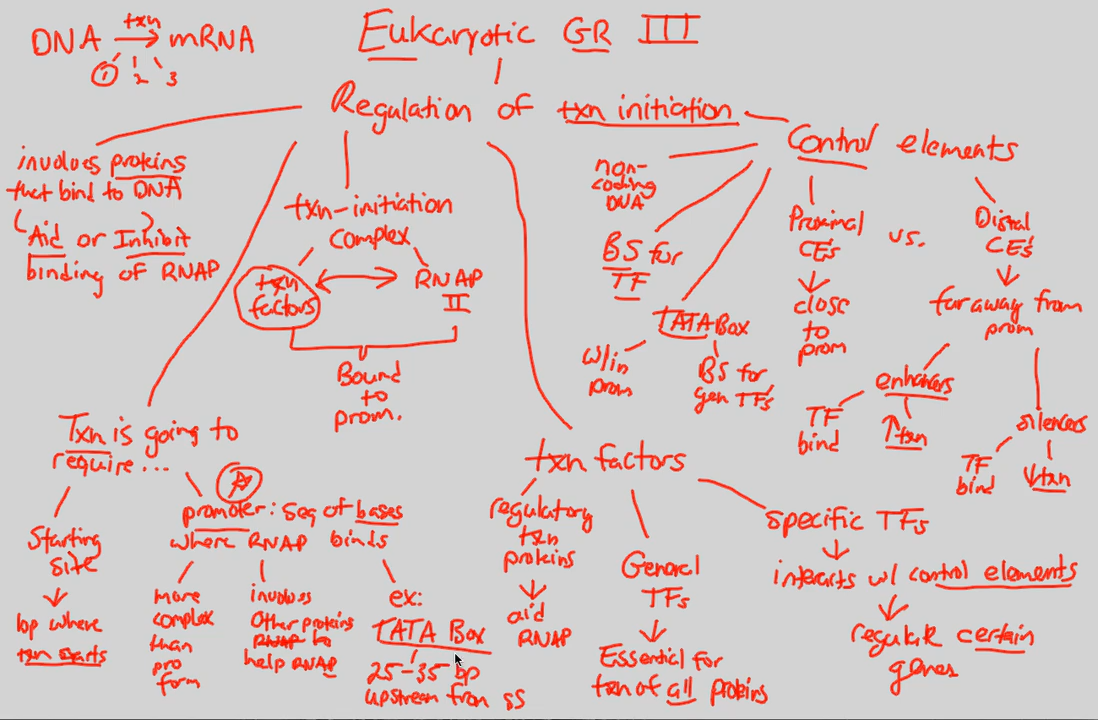 DNA txn → mRNA
① 2 3
Eukaryotic GR III
Regulation of txn initiation
involves proteins
that bind to DNA
Aid or Inhibit
binding of RNAP
txn-initiation
complex
txn
factors
RNAP
II
Bound
to
prom.
Control elements
non-
coding
DNA
BS for
TF
TATA Box
w/in
prom
BS for
gen TF's
Proximal
CE's
vs.
Distal
CE's
close
to
prom
far away from
prom
enhancers
TF
bind
↑txn
silencers
TF
bind
↓txn
Txn is going to
require...
Starting
site
bp where
txn starts
promoter: seq of bases
where RNAP binds
more
complex
than
pro
form
involves
other proteins
RNAP to
help RNAP
ex:
TATA Box
25-35 bp
upstream from SS
txn factors
regulatory
txn
proteins
aid
RNAP
General
TFs
Essential for
txn of all proteins
specific TFs
interacts w/ control elements
regulate certain
genes